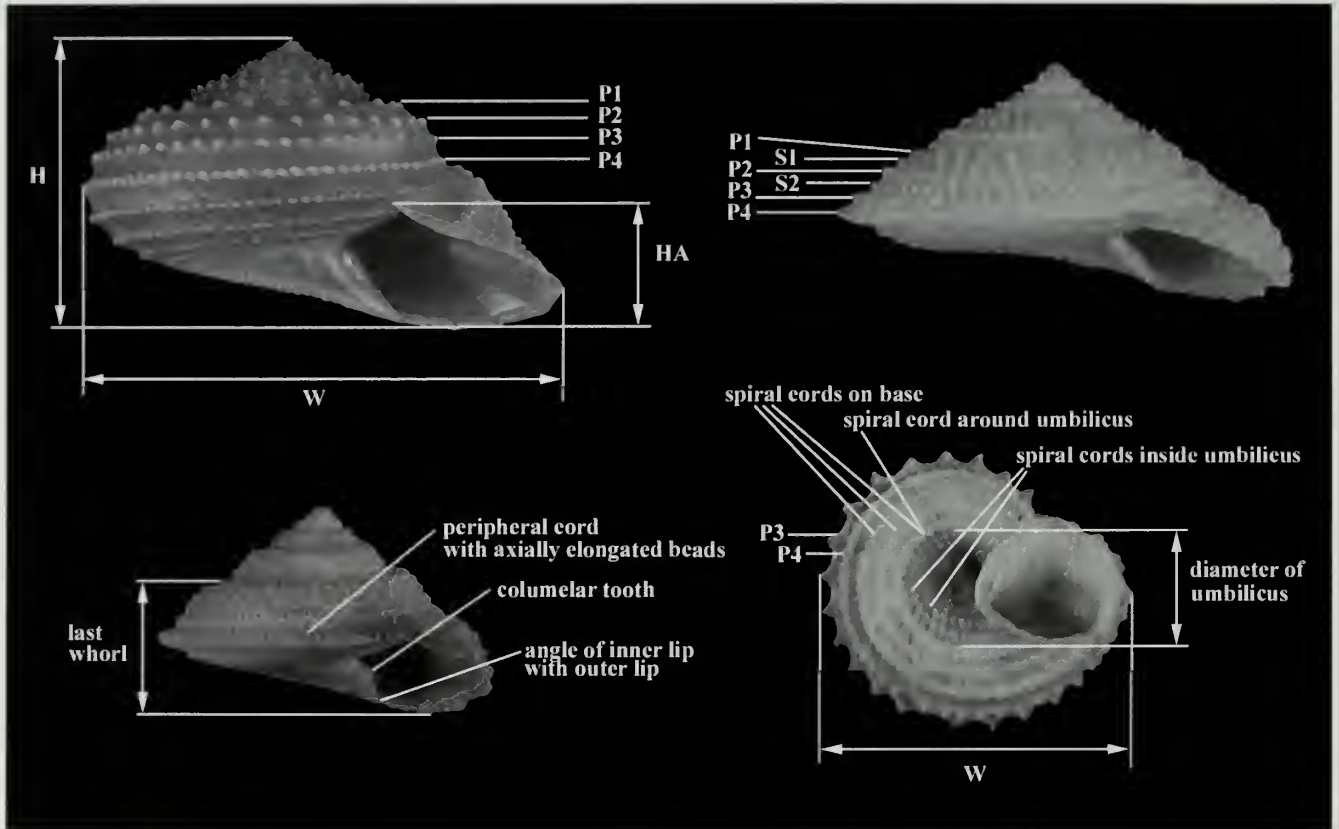 H
P1
P2
P3
P4
HA
W
P1
S1
P2
S2
P3
P4
peripheral cord
with axially elongated beads
columelar tooth
last
whorl
angle of inner lip
with outer lip
spiral cords on base
spiral cord around umbilicus
spiral cords inside umbilicus
P3
P4
diameter of
umbilicus
W